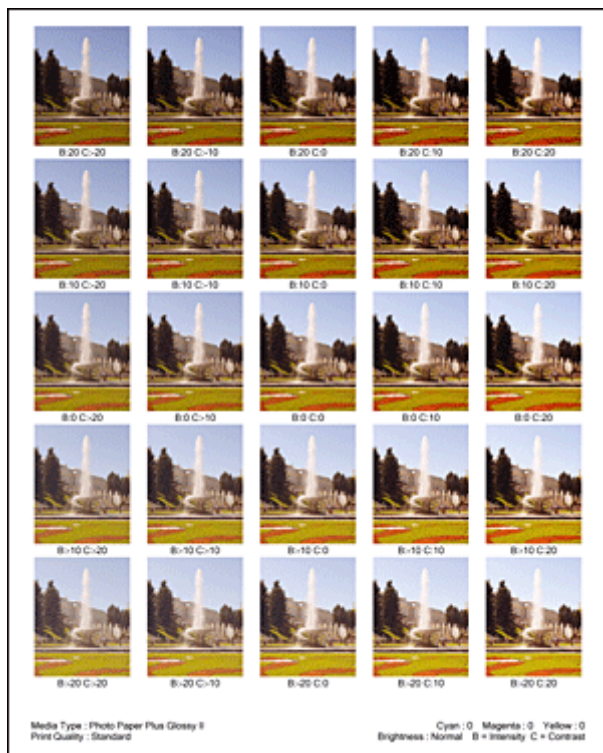 B:20 C:-20 B:20 C:-10 B:20 C:0 B:20 C:10 B:20 C:20
B:10 C:-20 B:10 C:-10 B:10 C:0 B:10 C:10 B:10 C:20
B:0 C:-20 B:0 C:-10 B:0 C:0 B:0 C:10 B:0 C:20
B:-10 C:-20 B:-10 C:-10 B:-10 C:0 B:-10 C:10 B:-10 C:20
B:-20 C:-20 B:-20 C:-10 B:-20 C:0 B:-20 C:10 B:-20 C:20
Media Type : Photo Paper Plus Glossy II Cyan : 0 Magenta : 0 Yellow : 0
Print Quality : Standard Brightness : Normal B = Intensity C = Contrast